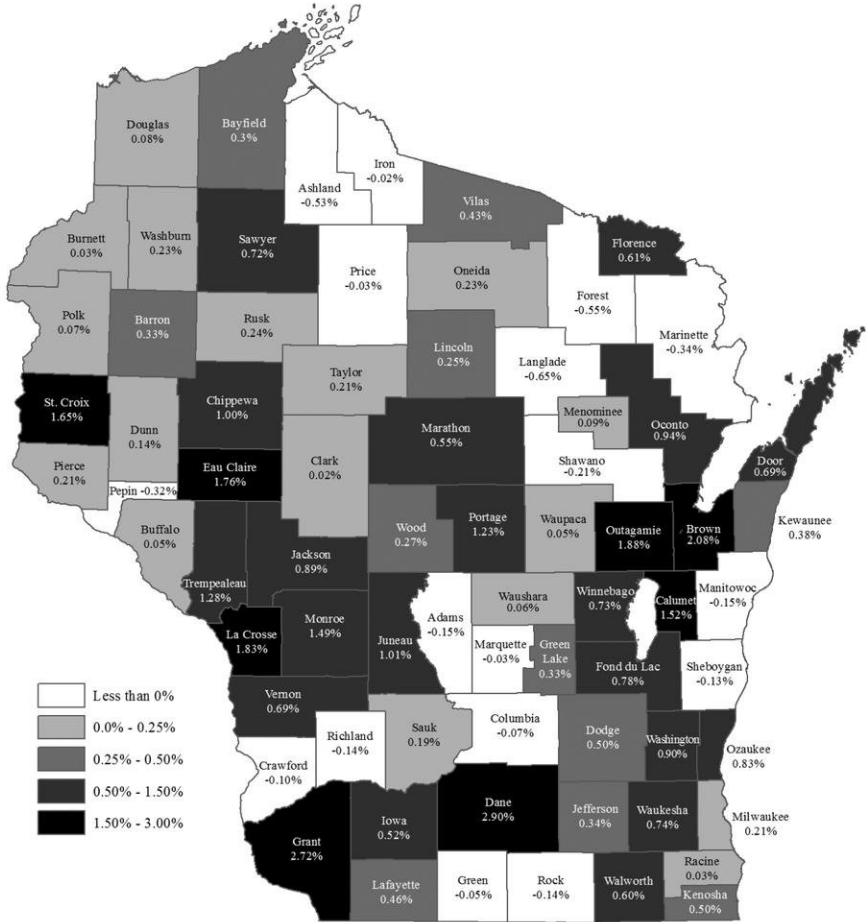 Douglas
0.08%
Bayfield
0.3%
Iron
-0.02%
Ashland
-0.53%
Vilas
0.43%
Burnett
0.03%
Washburn
0.23%
Sawyer
0.72%
Florence
0.61%
Price
-0.03%
Oneida
0.23%
Forest
-0.55%
Polk
0.07%
Barron
0.33%
Rusk
0.24%
Marinette
-0.34%
Lincoln
0.25%
Langlade
-0.65%
Taylor
0.21%
St. Croix
1.65%
Chippewa
1.00%
Dunn
0.14%
Marathon
0.55%
Menominee
0.09%
Oconto
0.94%
Eau Claire
1.76%
Clark
0.02%
Shawano
-0.21%
Door
0.69%
Pierce
0.21%
Pepin -0.32%
Buffalo
0.05%
Wood
0.27%
Portage
1.23%
Waupaca
0.05%
Outagamie
1.88%
Brown
2.08%
Kewaunee
0.38%
Jackson
0.89%
Trempealeau
1.28%
Waushara
0.06%
Winnebago
0.73%
Calumet
1.52%
Manitowoc
-0.15%
La Crosse
1.83%
Monroe
1.49%
Juneau
1.01%
Adams
-0.15%
Marquette
-0.03%
Green
Lake
0.33%
Fond du Lac
0.78%
Sheboygan
-0.13%
Vernon
0.69%
Less than 0%
0.0% - 0.25%
0.25% - 0.50%
0.50% - 1.50%
1.50% - 3.00%
Richland
-0.14%
Sauk
0.19%
Columbia
-0.07%
Dodge
0.50%
Washington
0.90%
Ozaukee
0.83%
Crawford
-0.10%
Grant
2.72%
Iowa
0.52%
Dane
2.90%
Jefferson
0.34%
Waukesha
0.74%
Milwaukee
0.21%
Lafayette
0.46%
Green
-0.05%
Rock
-0.14%
Walworth
0.60%
Racine
0.03%
Kenosha
0.50%